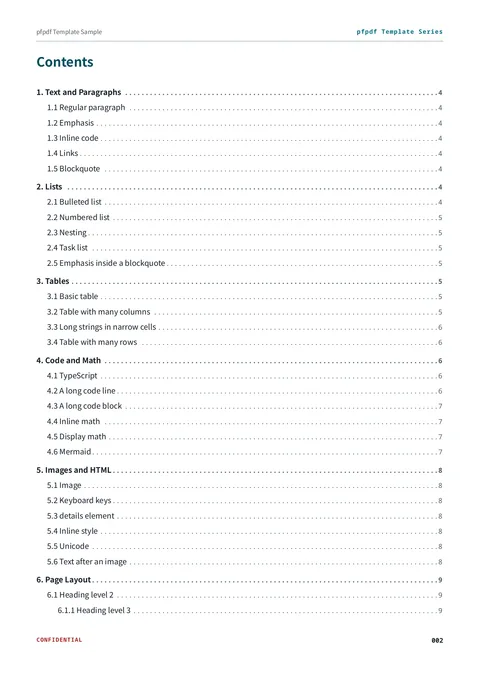 pfpdf Template Sample
pfpdf Template Series
Contents
1. Text and Paragraphs 4
1.1 Regular paragraph 4
1.2 Emphasis 4
1.3 Inline code 4
1.4 Links 4
1.5 Blockquote 4
2. Lists 4
2.1 Bulleted list 4
2.2 Numbered list 5
2.3 Nesting 5
2.4 Task list 5
2.5 Emphasis inside a blockquote 5
3. Tables 5
3.1 Basic table 5
3.2 Table with many columns 5
3.3 Long strings in narrow cells 6
3.4 Table with many rows 6
4. Code and Math 6
4.1 TypeScript 6
4.2 A long code line 6
4.3 A long code block 7
4.4 Inline math 7
4.5 Display math 7
4.6 Mermaid 7
5. Images and HTML 8
5.1 Image 8
5.2 Keyboard keys 8
5.3 details element 8
5.4 Inline style 8
5.5 Unicode 8
5.6 Text after an image 8
6. Page Layout 9
6.1 Heading level 2 9
6.1.1 Heading level 3 9
CONFIDENTIAL
002